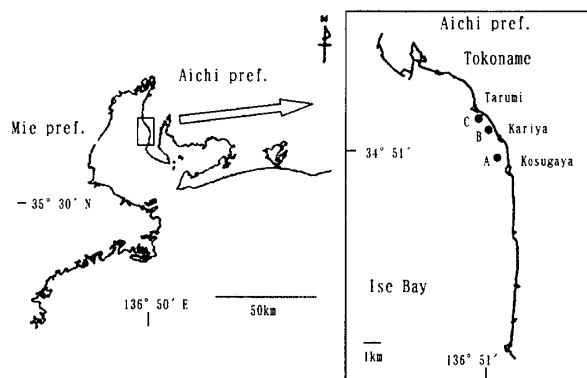 N
Aichi pref.
Mie pref.
35° 30′ N
136° 50′ E
50km
Aichi pref.
Tokoname
Tarumi
C
B
Kariya
A
Kosugaya
34° 51′
Ise Bay
1km
136° 51′